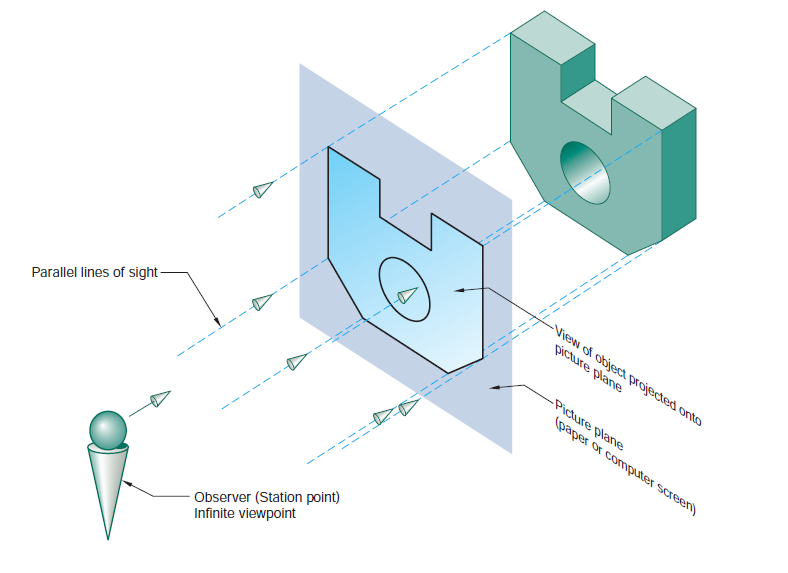 Parallel lines of sight
View of object projected onto
picture plane
Picture plane
(paper or computer screen)
Observer (Station point)
Infinite viewpoint